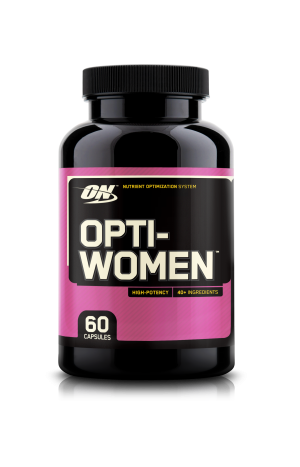 ON
NUTRIENT OPTIMIZATION SYSTEM
OPTI-
WOMEN™
HIGH-POTENCY 40+ INGREDIENTS
60
CAPSULES